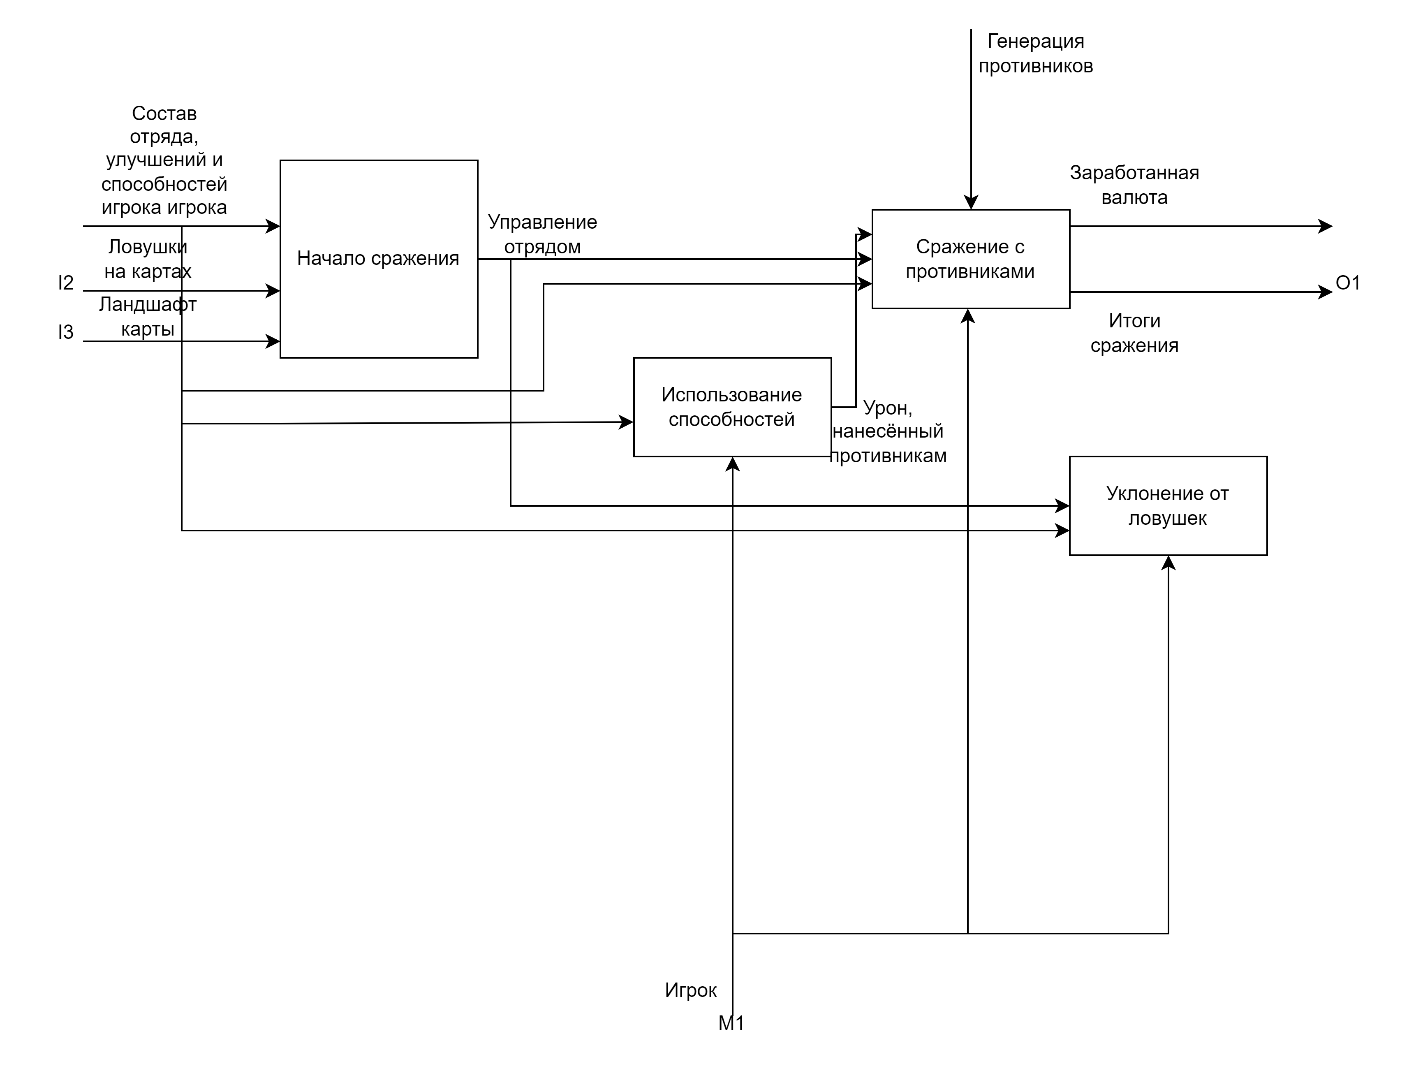 Генерация
противников
Состав
отряда,
улучшений и
способностей
игрока игрока
Ловушки
на картах
I2
Ландшафт
карты
I3
Начало сражения
Управление
отрядом
Сражение с
противниками
Заработанная
валюта
O1
Итоги
сражения
Использование
способностей
Урон,
нанесённый
противникам
Уклонение от
ловушек
Игрок
M1